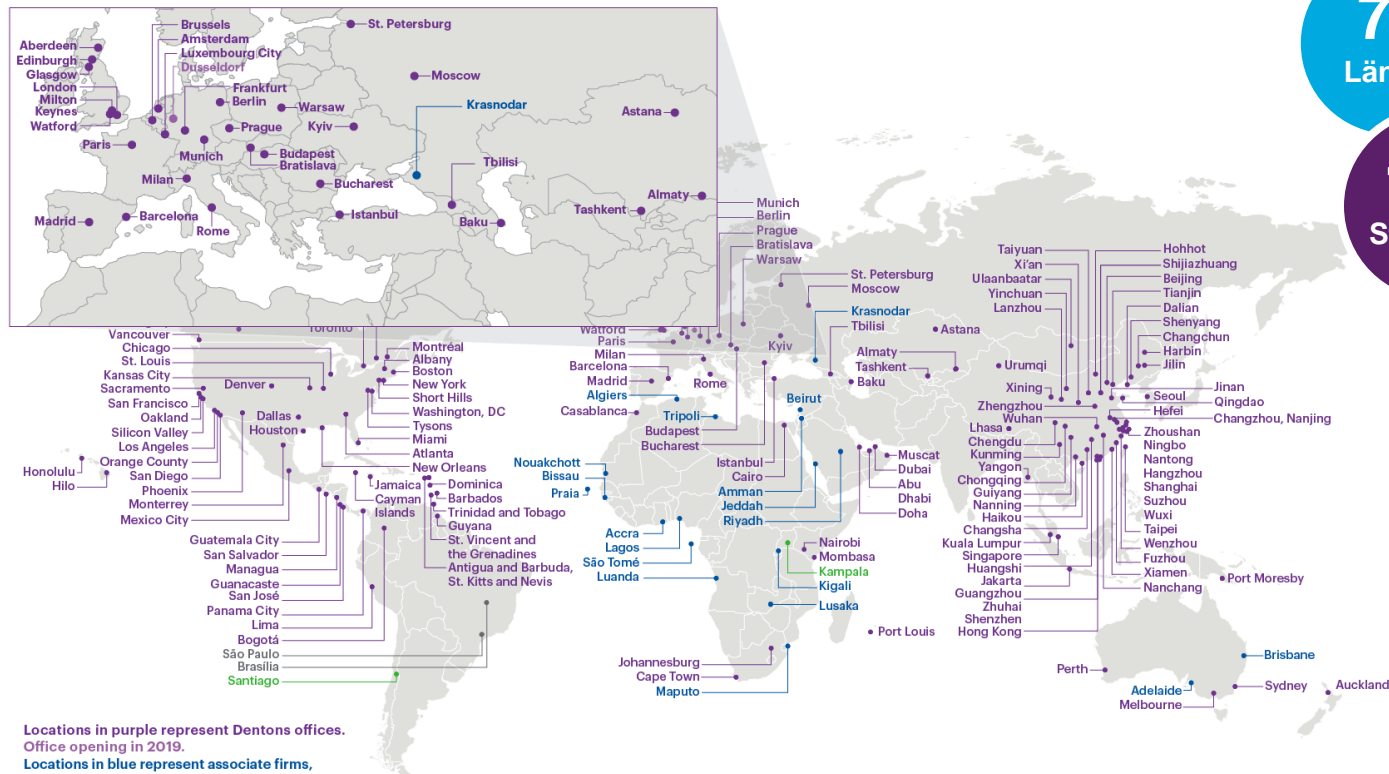 Brussels
Amsterdam
Luxembourg City
Dusseldorf
Aberdeen
Edinburgh
Glasgow
London
Milton
Keynes
Watford
Paris
Frankfurt
Berlin
Warsaw
Prague
Kyiv
Munich
Budapest
Bratislava
Milan
Bucharest
Madrid
Barcelona
Rome
Istanbul
St. Petersburg
Moscow
Krasnodar
Tbilisi
Baku
Astana
Almaty
Tashkent
7
Län
S
Munich
Berlin
Prague
Bratislava
Warsaw
St. Petersburg
Moscow
Krasnodar
Tbilisi
Kyiv
Astana
Almaty
Tashkent
Baku
Toronto
Vancouver
Chicago
St. Louis
Kansas City
Sacramento
San Francisco
Oakland
Silicon Valley
Los Angeles
Orange County
San Diego
Phoenix
Monterrey
Mexico City
Denver
Dallas
Houston
Honolulu
Hilo
Montréal
Albany
Boston
New York
Short Hills
Washington, DC
Tysons
Miami
Atlanta
New Orleans
Jamaica
Cayman
Islands
Dominica
Barbados
Trinidad and Tobago
Guyana
St. Vincent and
the Grenadines
Antigua and Barbuda,
St. Kitts and Nevis
Guatemala City
San Salvador
Managua
Guanacaste
San José
Panama City
Lima
Bogotá
São Paulo
Brasília
Santiago
Watford
Paris
Milan
Barcelona
Madrid
Rome
Algiers
Casablanca
Tripoli
Budapest
Bucharest
Beirut
Istanbul
Cairo
Amman
Jeddah
Riyadh
Nouakchott
Bissau
Praia
Accra
Lagos
São Tomé
Luanda
Muscat
Dubai
Abu
Dhabi
Doha
Nairobi
Mombasa
Kampala
Kigali
Lusaka
Port Louis
Johannesburg
Cape Town
Maputo
Taiyuan
Xi'an
Ulaanbaatar
Yinchuan
Lanzhou
Urumqi
Xining
Zhengzhou
Wuhan
Lhasa
Chengdu
Kunming
Yangon
Chongqing
Guiyang
Nanning
Haikou
Changsha
Kuala Lumpur
Singapore
Huangshi
Jakarta
Guangzhou
Zhuhai
Shenzhen
Hong Kong
Hohhot
Shijiazhuang
Beijing
Tianjin
Dalian
Shenyang
Changchun
Harbin
Jilin
Jinan
Seoul
Qingdao
Hefei
Changzhou, Nanjing
Zhoushan
Ningbo
Nantong
Hangzhou
Shanghai
Suzhou
Wuxi
Taipei
Wenzhou
Fuzhou
Xiamen
Nanchang
Port Moresby
Perth
Brisbane
Adelaide
Melbourne
Sydney
Auckland
Locations in purple represent Dentons offices.
Office opening in 2019.
Locations in blue represent associate firms,